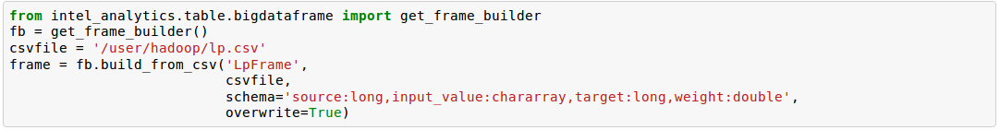 from intel_analytics.table.bigdataframe import get_frame_builder
fb = get_frame_builder()
csvfile = '/user/hadoop/lp.csv'
frame = fb.build_from_csv('LpFrame',
                          csvfile,
                          schema='source:long,input_value:chararray,target:long,weight:double',
                          overwrite=True)